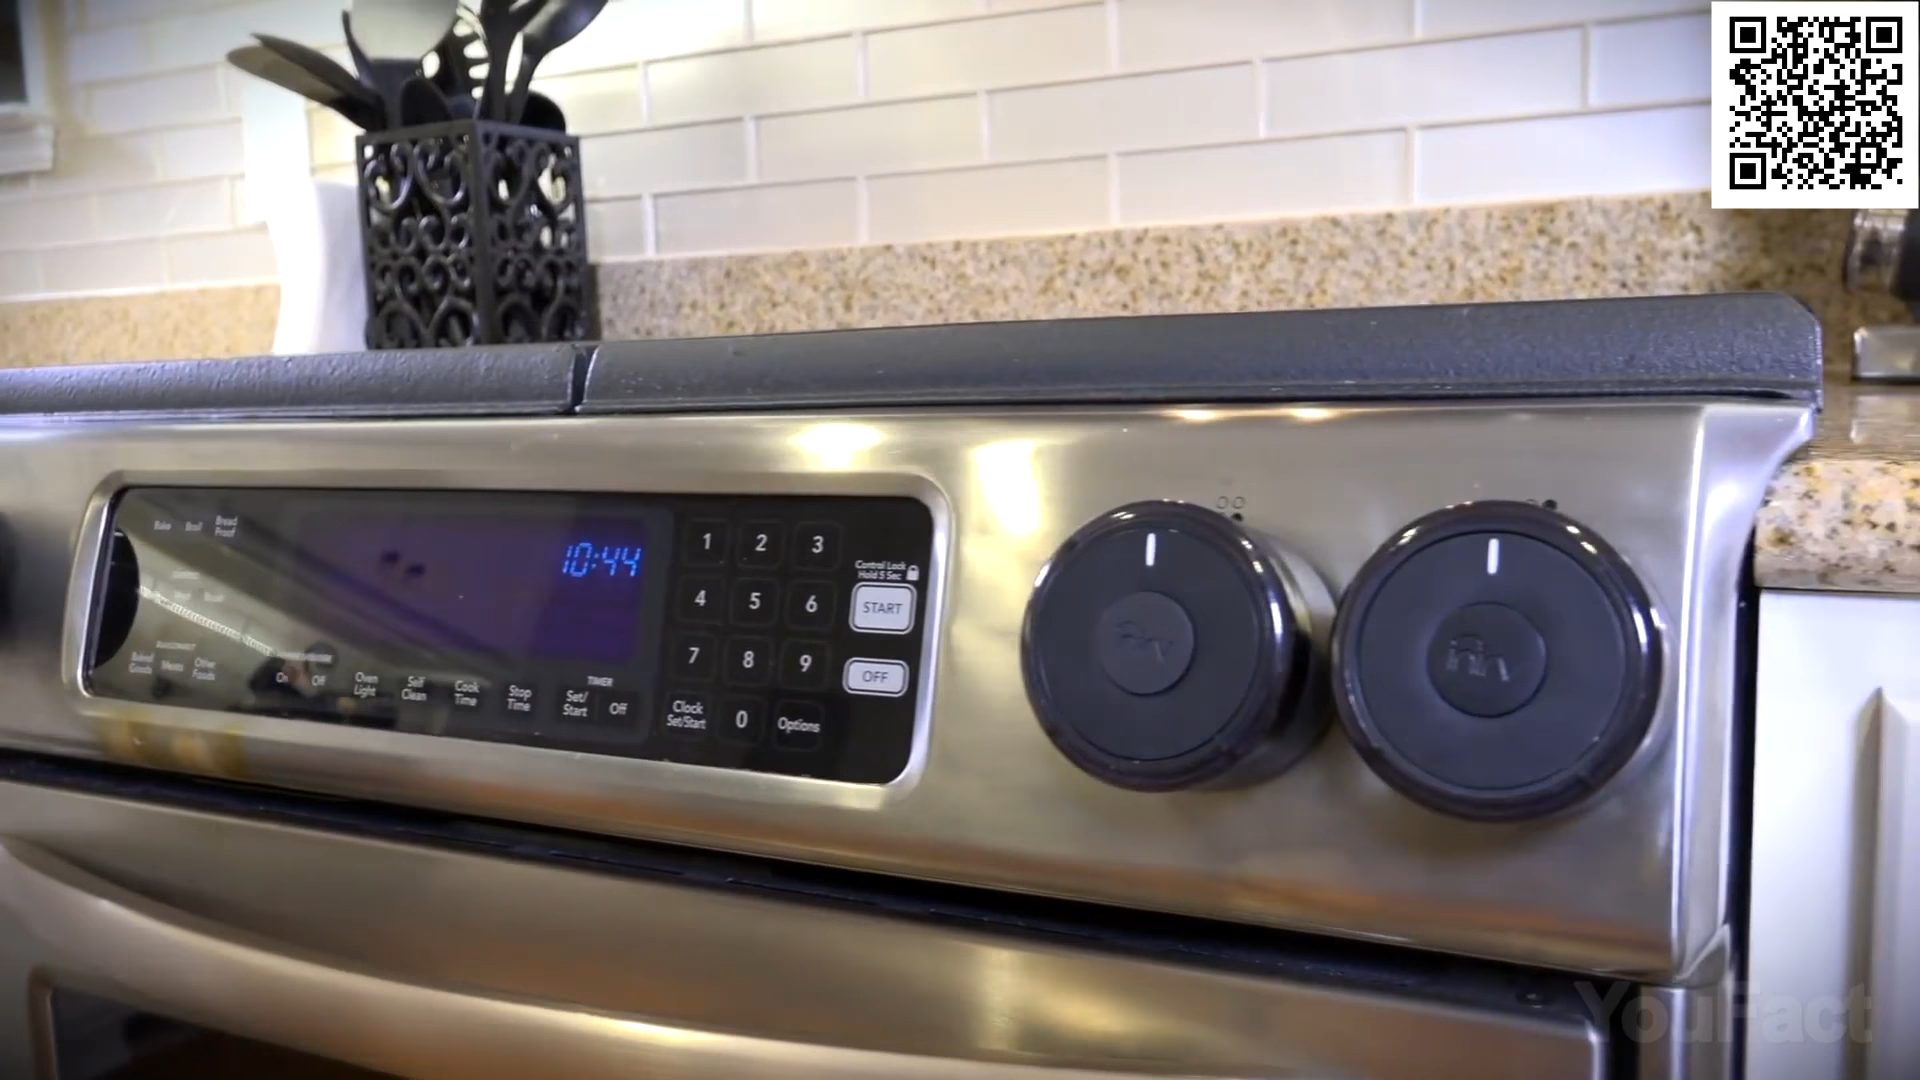 Bake Broil Bread Proof
10:44
1 2 3
4 5 6
7 8 9
Clock Set/Start 0 Options
Control Lock
Hold 5 Sec
START
OFF
Baked Goods Meats Other Foods
On Off
Oven Light
Self Clean
Cook Time
Stop Time
TIMER
Set/Start Off
inirv
YouFact